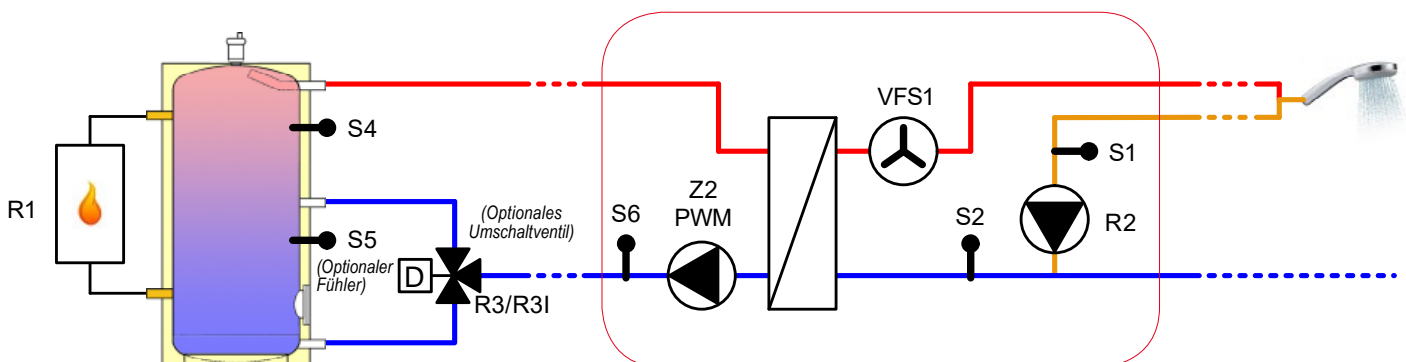 VFS1
S4
S1
R1
Z2
PWM
(Optionales
Umschaltventil)
S6
S2
R2
S5
(Optionaler
Fühler)
D
R3/R3I